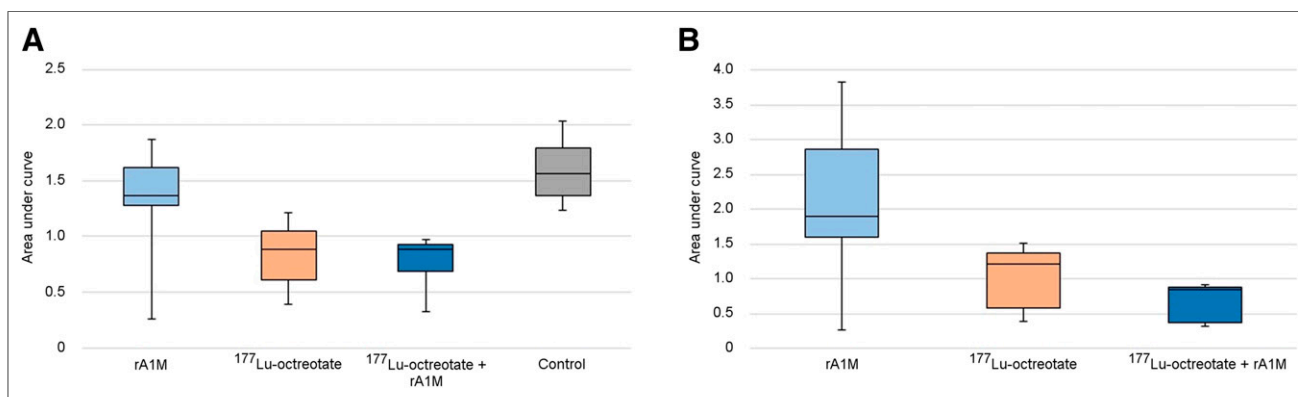 A
Area under curve
2.5
2.0
1.5
1.0
0.5
0
rA1M
177Lu-octreotate
177Lu-octreotate +
rA1M
Control
B
Area under curve
4.0
3.5
3.0
2.5
2.0
1.5
1.0
0.5
0
rA1M
177Lu-octreotate
177Lu-octreotate + rA1M